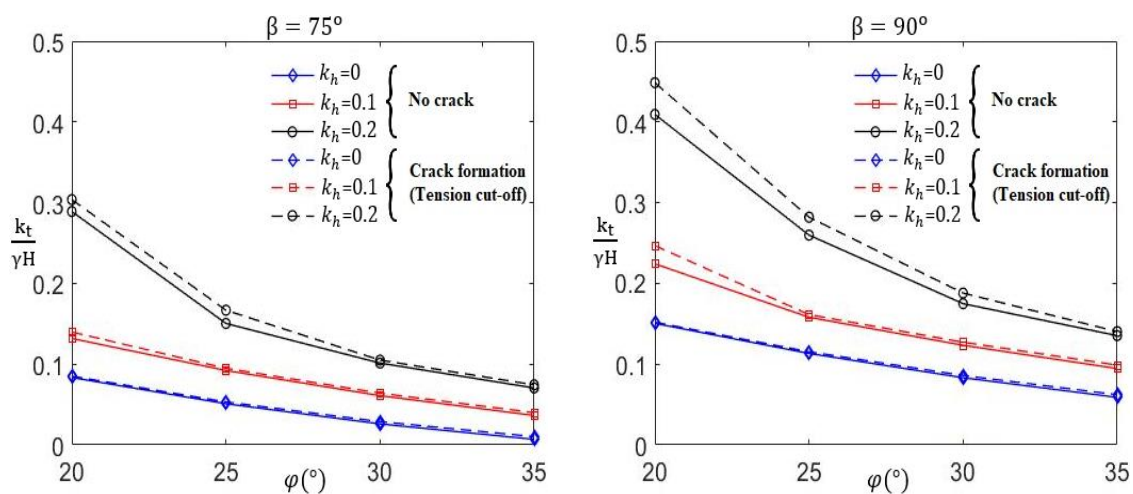 β = 75°
0.5
0.4
0.3
0.2
0.1
0
k_t
γH
20
25
30
35
φ(°)
k_h=0
k_h=0.1
k_h=0.2
No crack
k_h=0
k_h=0.1
k_h=0.2
Crack formation
(Tension cut-off)
β = 90°
0.5
0.4
0.3
0.2
0.1
0
k_t
γH
20
25
30
35
φ(°)
k_h=0
k_h=0.1
k_h=0.2
No crack
k_h=0
k_h=0.1
k_h=0.2
Crack formation
(Tension cut-off)